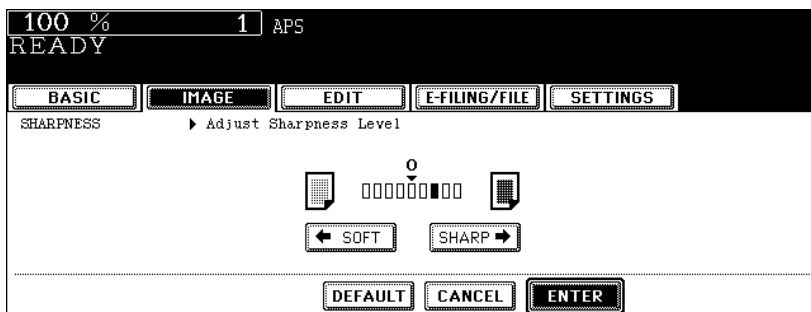 100 % 1 APS
READY
BASIC IMAGE EDIT E-FILING/FILE SETTINGS
SHARPNESS ▶ Adjust Sharpness Level
0
← SOFT SHARP →
DEFAULT CANCEL ENTER